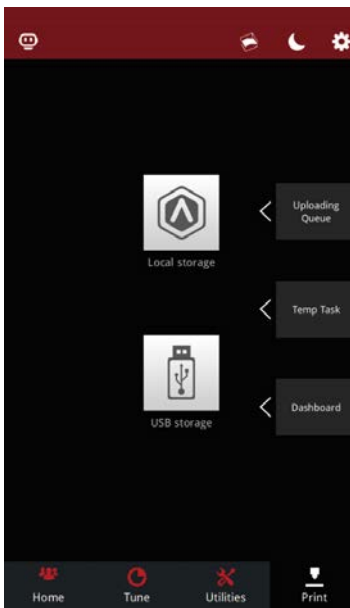 Uploading
Queue
Local storage
Temp Task
USB storage
Dashboard
Home
Tune
Utilities
Print